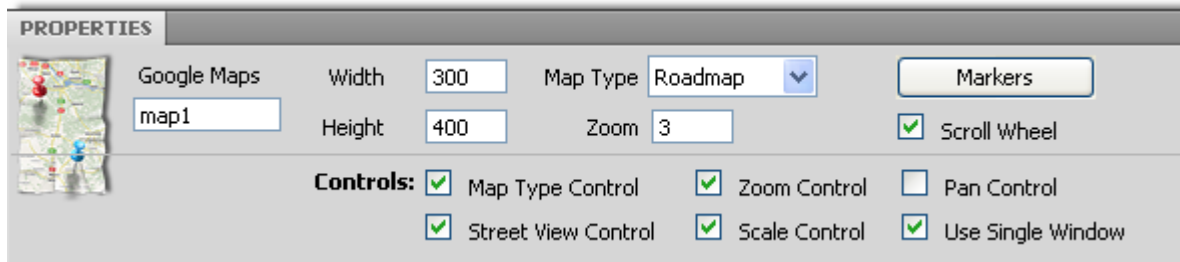 PROPERTIES
Google Maps Width 300 Map Type Roadmap Markers
map1 Height 400 Zoom 3 Scroll Wheel
Controls: Map Type Control Zoom Control Pan Control
Street View Control Scale Control Use Single Window